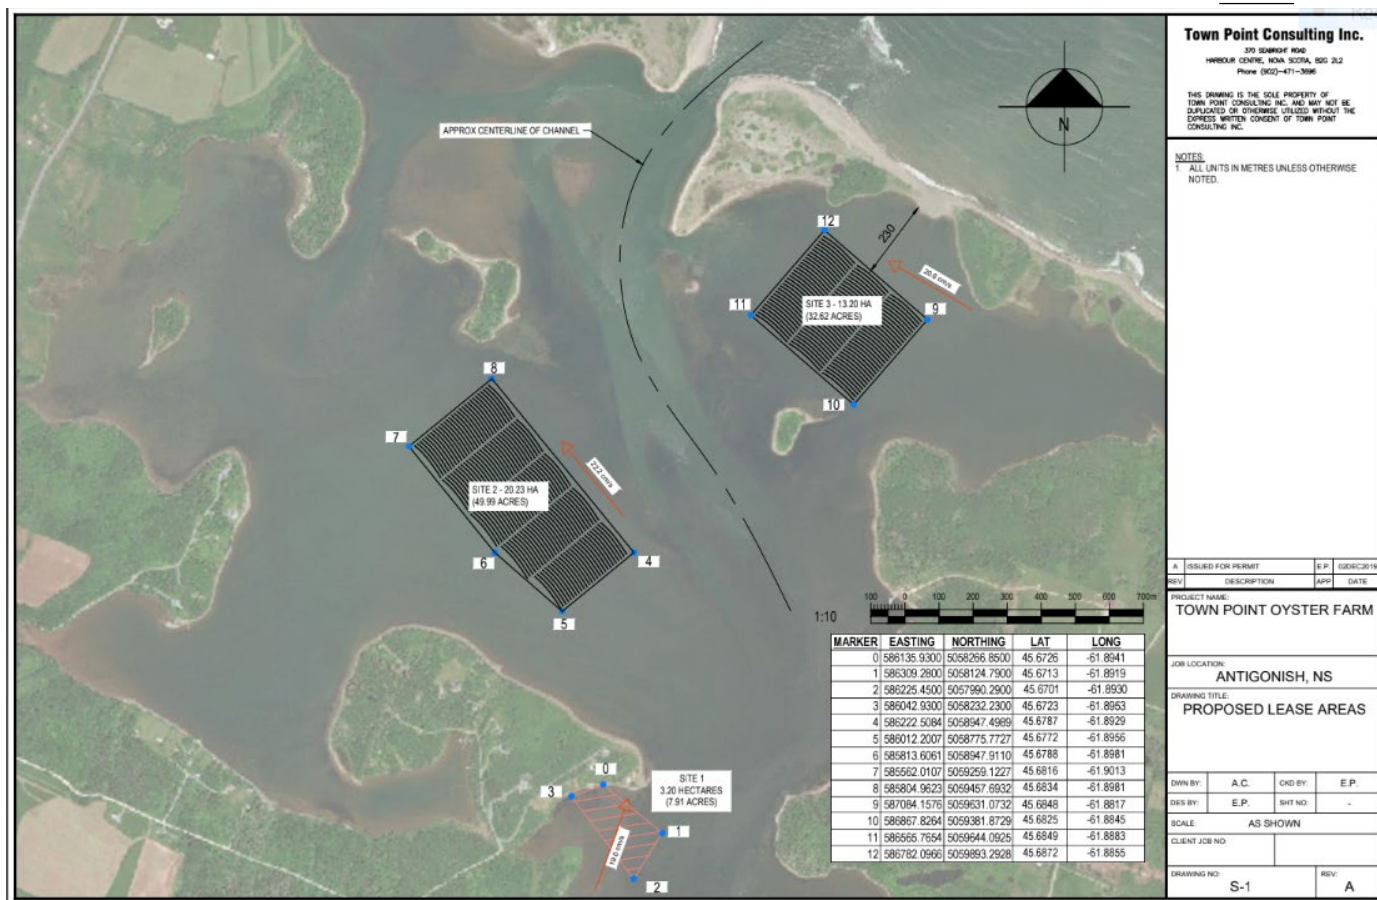 Town Point Consulting Inc.
370 SEABRIGHT ROAD
HARBOUR CENTRE, NOVA SCOTIA, B2G 2L2
Phone (902)-471-3696
THIS DRAWING IS THE SOLE PROPERTY OF
TOWN POINT CONSULTING INC. AND MAY NOT BE
DUPLICATED OR OTHERWISE UTILIZED WITHOUT THE
EXPRESS WRITTEN CONSENT OF TOWN POINT
CONSULTING INC.
NOTES:
1. ALL UNITS IN METRES UNLESS OTHERWISE
NOTED.
APPROX CENTERLINE OF CHANNEL
N
12
230
20.6 cm/s
11
SITE 3 - 13.20 HA
(32.62 ACRES)
9
10
8
7
22.2 cm/s
SITE 2 - 20.23 HA
(49.99 ACRES)
6
4
5
0
3
SITE 1
3.20 HECTARES
(7.91 ACRES)
1
19.0 cm/s
2
1:10
100 0 100 200 300 400 500 600 700m
MARKER EASTING NORTHING LAT LONG
0 586135.9300 5058266.8500 45.6726 -61.8941
1 586309.2800 5058124.7900 45.6713 -61.8919
2 586225.4500 5057990.2900 45.6701 -61.8930
3 586042.9300 5058232.2300 45.6723 -61.8953
4 586222.5084 5058947.4969 45.6787 -61.8929
5 586012.2007 5058775.7727 45.6772 -61.8956
6 585813.6061 5058947.9110 45.6788 -61.8981
7 585562.0107 5059259.1227 45.6816 -61.9013
8 585804.9623 5059457.6932 45.6834 -61.8981
9 587084.1576 5059631.0732 45.6848 -61.8817
10 586867.8264 5059381.8729 45.6825 -61.8845
11 586565.7654 5059644.0925 45.6849 -61.8883
12 586782.0966 5059893.2928 45.6872 -61.8855
A ISSUED FOR PERMIT E.P. 02DEC2019
REV DESCRIPTION APP DATE
PROJECT NAME:
TOWN POINT OYSTER FARM
JOB LOCATION:
ANTIGONISH, NS
DRAWING TITLE:
PROPOSED LEASE AREAS
DWN BY: A.C. CKD BY: E.P.
DES BY: E.P. SHT NO: -
SCALE: AS SHOWN
CLIENT JOB NO:
DRAWING NO: S-1 REV: A